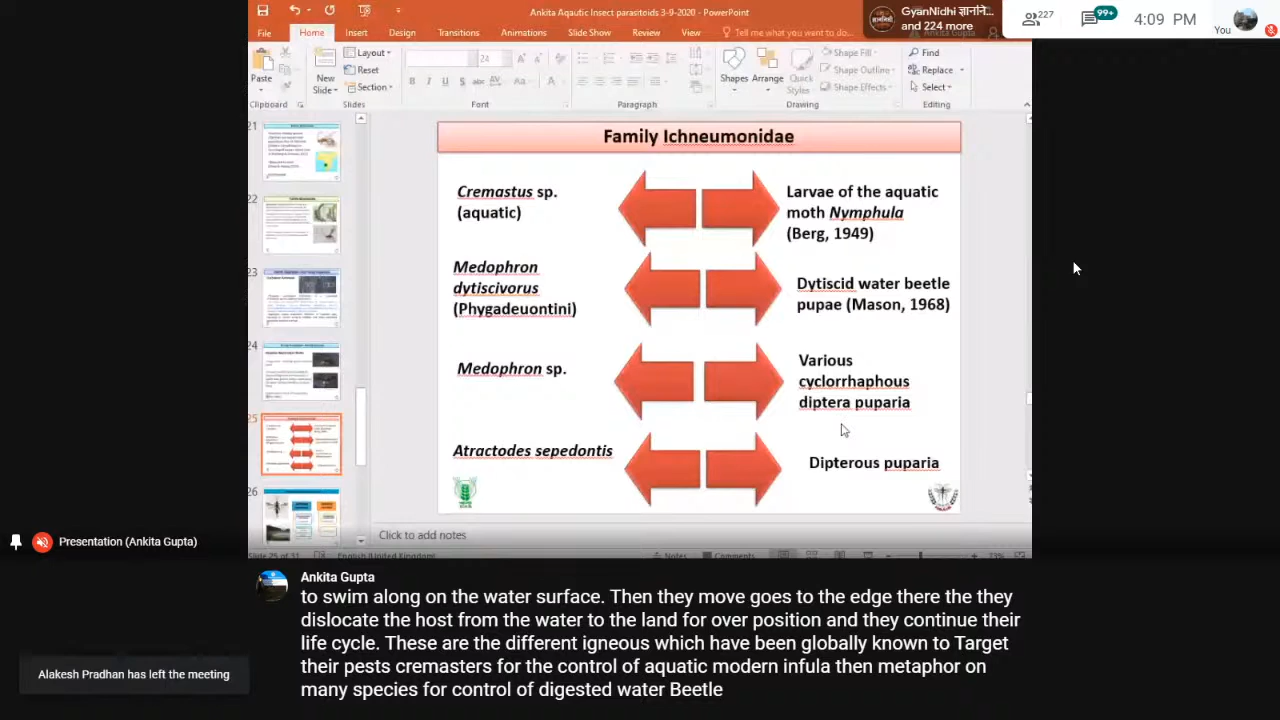 Ankita Aqautic Insect parasitoids 3-9-2020 - PowerPoint
GyanNidhi ज्ञाननिधी...
and 224 more
227
99+
4:09 PM
You
File Home Insert Design Transitions Animations Slide Show Review View Tell me what you want to do... Ankita Gupta
Paste
New
Slide
Layout
Reset
Section
24
Shapes Arrange Quick
Styles
Shape Fill
Shape Outline
Shape Effects
Find
Replace
Select
Clipboard Slides Font Paragraph Drawing Editing
21
22
23
24
25
26
Family Ichneumonidae
Cremastus sp.
(aquatic)
Larvae of the aquatic
moth Nymphula
(Berg, 1949)
Medophron
dytiscivorus
(Phygadeuontini)
Dytiscid water beetle
pupae (Mason, 1968)
Medophron sp.
Various
cyclorrhaphous
diptera puparia
Atractodes sepedontis
Dipterous puparia
Click to add notes
Slide 25 of 31 English (United Kingdom) Notes Comments 73%
Presentation (Ankita Gupta)
Ankita Gupta
to swim along on the water surface. Then they move goes to the edge there the they
dislocate the host from the water to the land for over position and they continue their
life cycle. These are the different igneous which have been globally known to Target
their pests cremasters for the control of aquatic modern infula then metaphor on
many species for control of digested water Beetle
Alakesh Pradhan has left the meeting